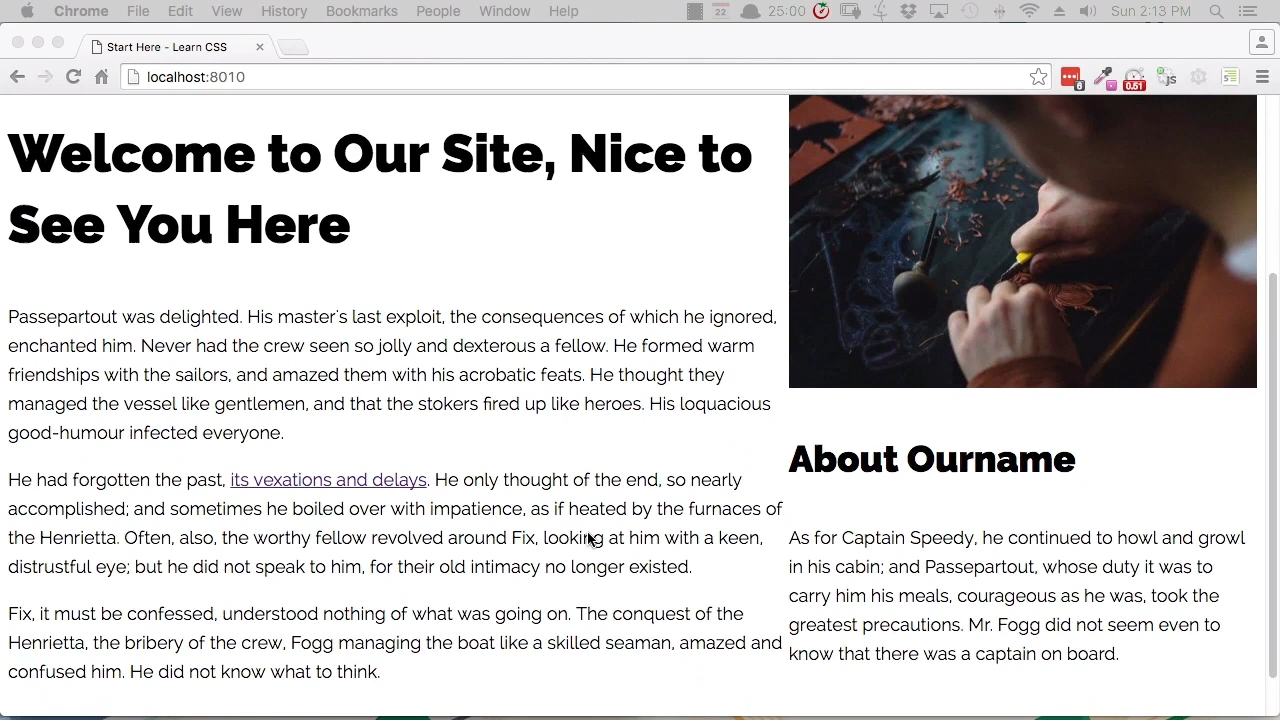 Chrome File Edit View History Bookmarks People Window Help 22 25:00 Sun 2:13 PM
Start Here - Learn CSS
localhost:8010 6 0.51 JS 5
Welcome to Our Site, Nice to
See You Here
Passepartout was delighted. His master's last exploit, the consequences of which he ignored,
enchanted him. Never had the crew seen so jolly and dexterous a fellow. He formed warm
friendships with the sailors, and amazed them with his acrobatic feats. He thought they
managed the vessel like gentlemen, and that the stokers fired up like heroes. His loquacious
good-humour infected everyone.
He had forgotten the past, its vexations and delays. He only thought of the end, so nearly
accomplished; and sometimes he boiled over with impatience, as if heated by the furnaces of
the Henrietta. Often, also, the worthy fellow revolved around Fix, looking at him with a keen,
distrustful eye; but he did not speak to him, for their old intimacy no longer existed.
Fix, it must be confessed, understood nothing of what was going on. The conquest of the
Henrietta, the bribery of the crew, Fogg managing the boat like a skilled seaman, amazed and
confused him. He did not know what to think.
About Ourname
As for Captain Speedy, he continued to howl and growl
in his cabin; and Passepartout, whose duty it was to
carry him his meals, courageous as he was, took the
greatest precautions. Mr. Fogg did not seem even to
know that there was a captain on board.